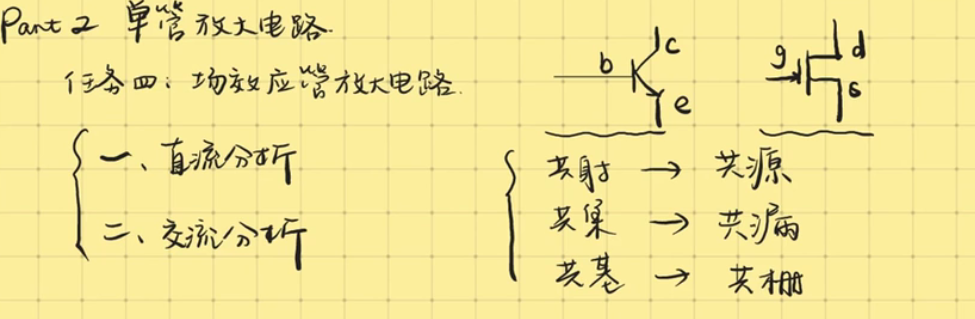 Part 2 单管放大电路.
任务四：场效应管放大电路.
一、直流分析
二、交流分析
b c e
g d s
共射 → 共源
共集 → 共漏
共基 → 共栅